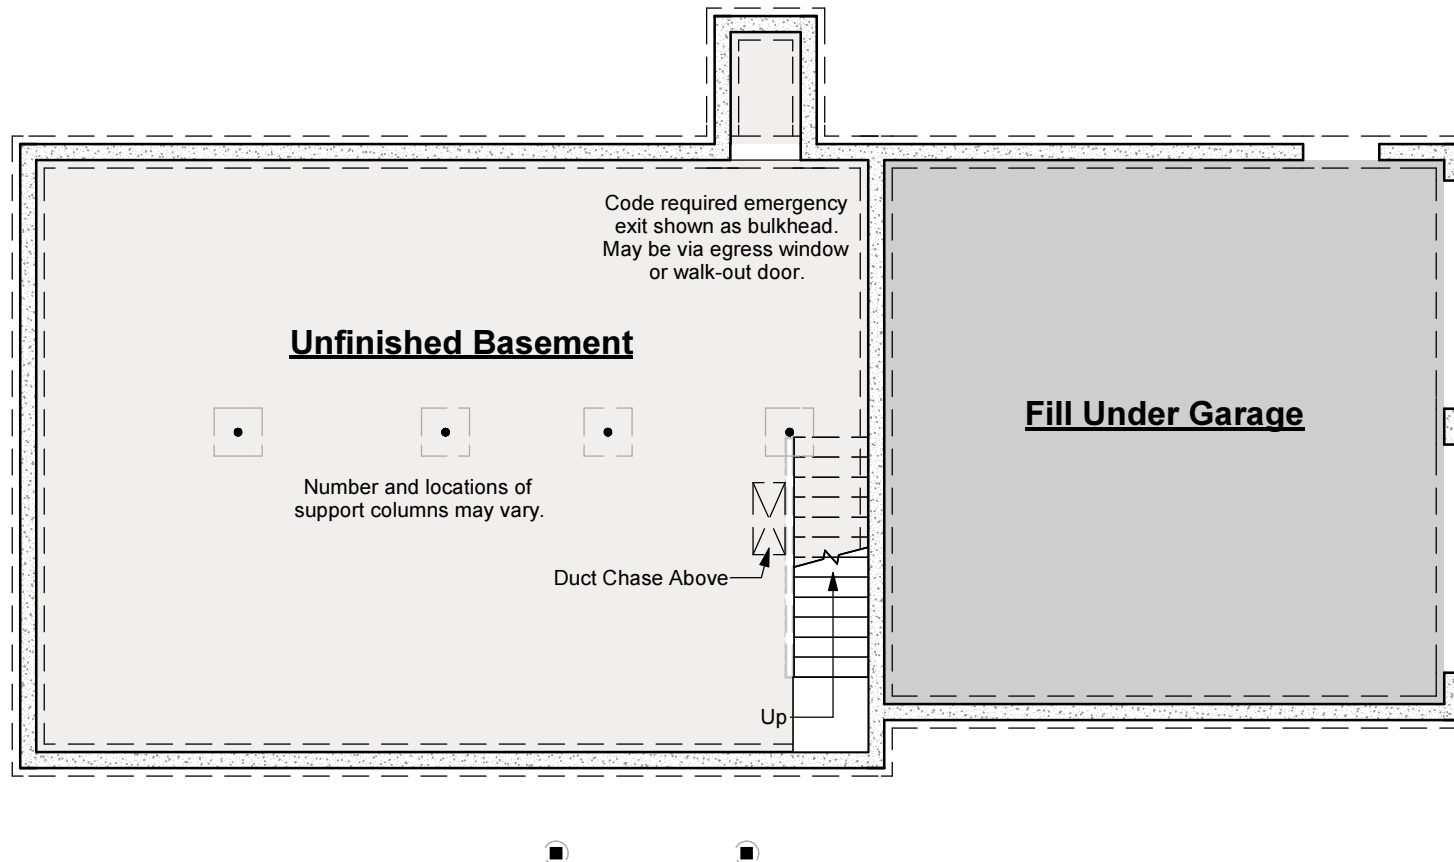 Code required emergency
exit shown as bulkhead.
May be via egress window
or walk-out door.
Unfinished Basement
Fill Under Garage
Number and locations of
support columns may vary.
Duct Chase Above
Up